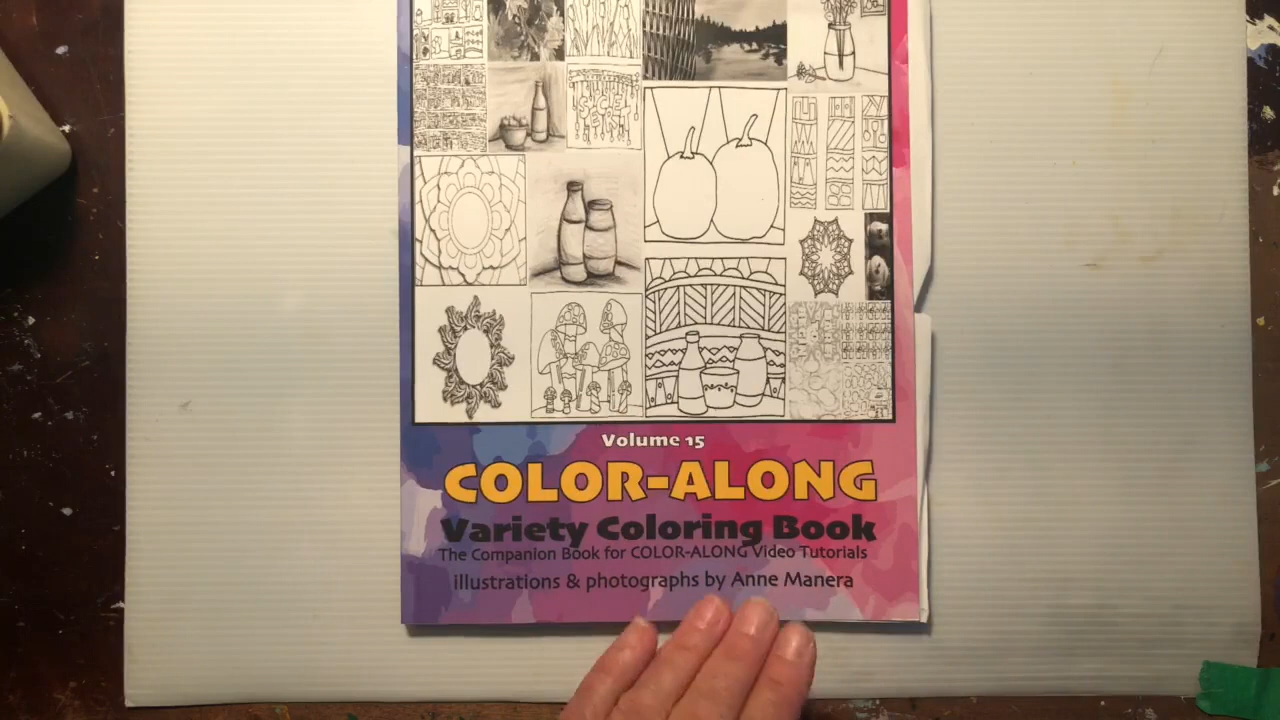 Volume 15
COLOR-ALONG
Variety Coloring Book
The Companion Book for COLOR-ALONG Video Tutorials
illustrations & photographs by Anne Manera